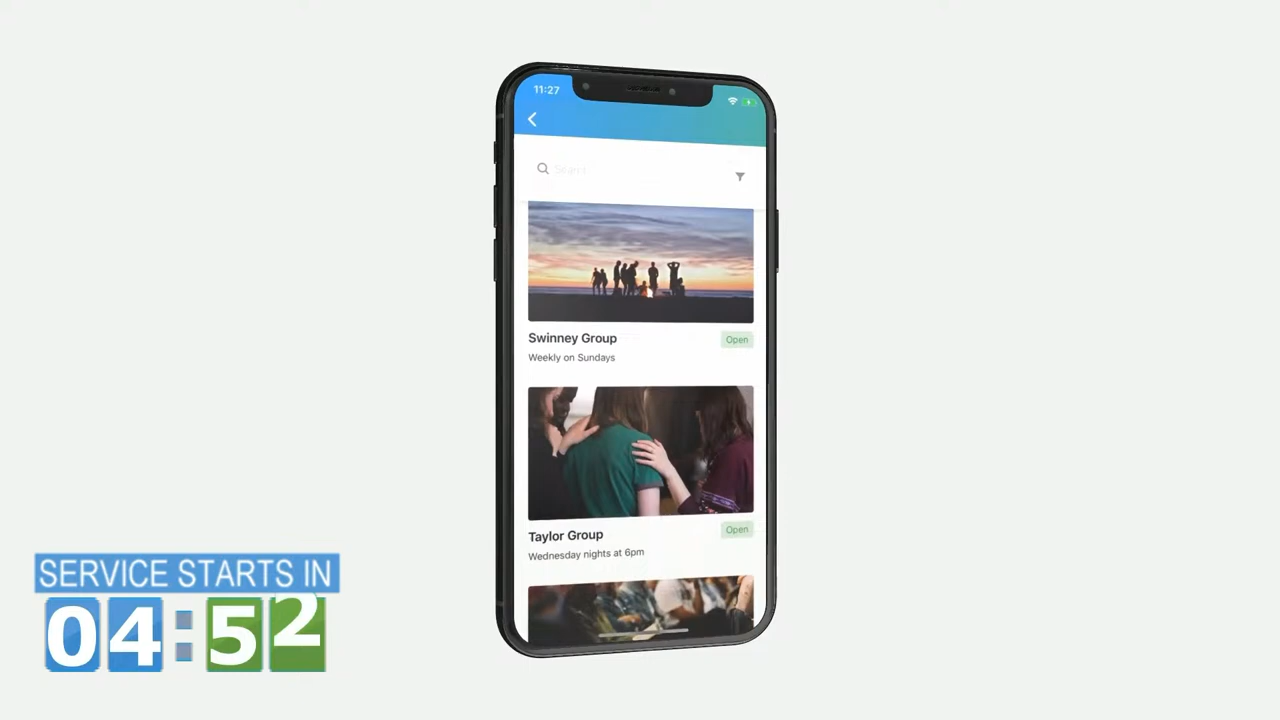 11:27
Search
Swinney Group
Open
Weekly on Sundays
Taylor Group
Open
Wednesday nights at 6pm
SERVICE STARTS IN
04:52